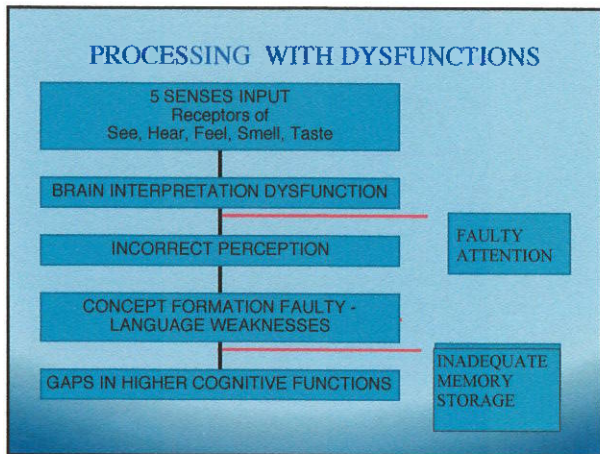 PROCESSING WITH DYSFUNCTIONS
5 SENSES INPUT
Receptors of
See, Hear, Feel, Smell, Taste
BRAIN INTERPRETATION DYSFUNCTION
FAULTY
ATTENTION
INCORRECT PERCEPTION
CONCEPT FORMATION FAULTY -
LANGUAGE WEAKNESSES
INADEQUATE
MEMORY
STORAGE
GAPS IN HIGHER COGNITIVE FUNCTIONS